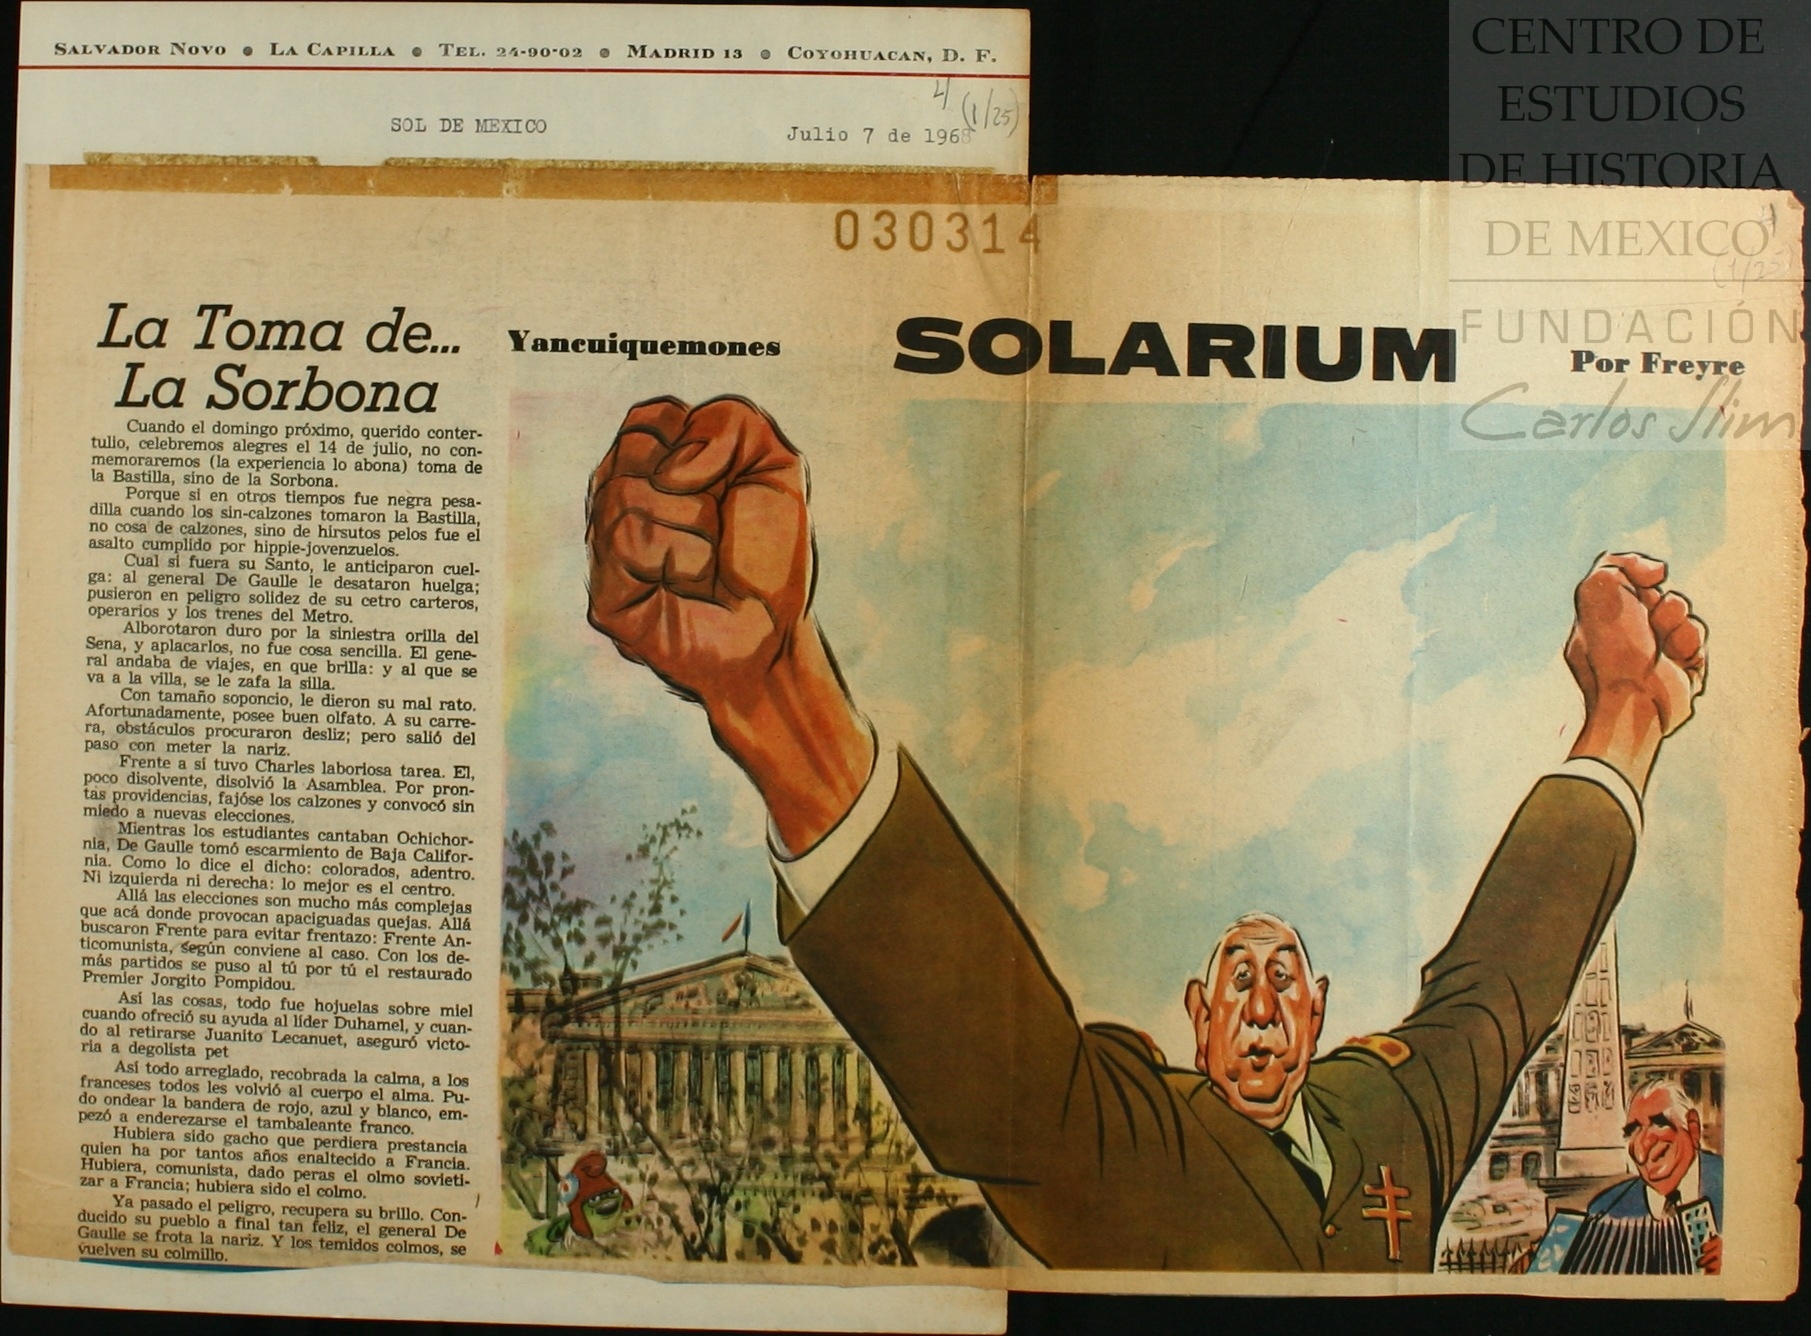 SALVADOR NOVO • LA CAPILLA • TEL. 24-90-02 • MADRID 13 • COYOHUACAN, D. F.
4 (1/25)
SOL DE MEXICO
Julio 7 de 1968
CENTRO DE
ESTUDIOS
DE HISTORIA
DE MEXICO
FUNDACIÓN
Carlos Slim
030314
4
(1/25)
La Toma de...
La Sorbona
Cuando el domingo próximo, querido conter-
tulio, celebremos alegres el 14 de julio, no con-
memoraremos (la experiencia lo abona) toma de
la Bastilla, sino de la Sorbona.
Porque si en otros tiempos fue negra pesa-
dilla cuando los sin-calzones tomaron la Bastilla,
no cosa de calzones, sino de hirsutos pelos fue el
asalto cumplido por hippie-jovenzuelos.
Cual si fuera su Santo, le anticiparon cuel-
ga: al general De Gaulle le desataron huelga;
pusieron en peligro solidez de su cetro carteros,
operarios y los trenes del Metro.
Alborotaron duro por la siniestra orilla del
Sena, y aplacarlos, no fue cosa sencilla. El gene-
ral andaba de viajes, en que brilla: y al que se
va a la villa, se le zafa la silla.
Con tamaño soponcio, le dieron su mal rato.
Afortunadamente, posee buen olfato. A su carre-
ra, obstáculos procuraron desliz; pero salió del
paso con meter la nariz.
Frente a sí tuvo Charles laboriosa tarea. El,
poco disolvente, disolvió la Asamblea. Por pron-
tas providencias, fajóse los calzones y convocó sin
miedo a nuevas elecciones.
Mientras los estudiantes cantaban Ochichor-
nia, De Gaulle tomó escarmiento de Baja Califor-
nia. Como lo dice el dicho: colorados, adentro.
Ni izquierda ni derecha: lo mejor es el centro.
Allá las elecciones son mucho más complejas
que acá donde provocan apaciguadas quejas. Allá
buscaron Frente para evitar frentazo: Frente An-
ticomunista, según conviene al caso. Con los de-
más partidos se puso al tú por tú el restaurado
Premier Jorgito Pompidou.
Así las cosas, todo fue hojuelas sobre miel
cuando ofreció su ayuda al líder Duhamel, y cuan-
do al retirarse Juanito Lecanuet, aseguró victo-
ria a degolista pet
Así todo arreglado, recobrada la calma, a los
franceses todos les volvió al cuerpo el alma. Pu-
do ondear la bandera de rojo, azul y blanco, em-
pezó a enderezarse el tambaleante franco.
Hubiera sido gacho que perdiera prestancia
quien ha por tantos años enaltecido a Francia.
Hubiera, comunista, dado peras el olmo sovieti-
zar a Francia; hubiera sido el colmo.
Ya pasado el peligro, recupera su brillo. Con-
ducido su pueblo a final tan feliz, el general De
Gaulle se frota la nariz. Y los temidos colmos, se
vuelven su colmillo.
Yancuiquemones
SOLARIUM
Por Freyre